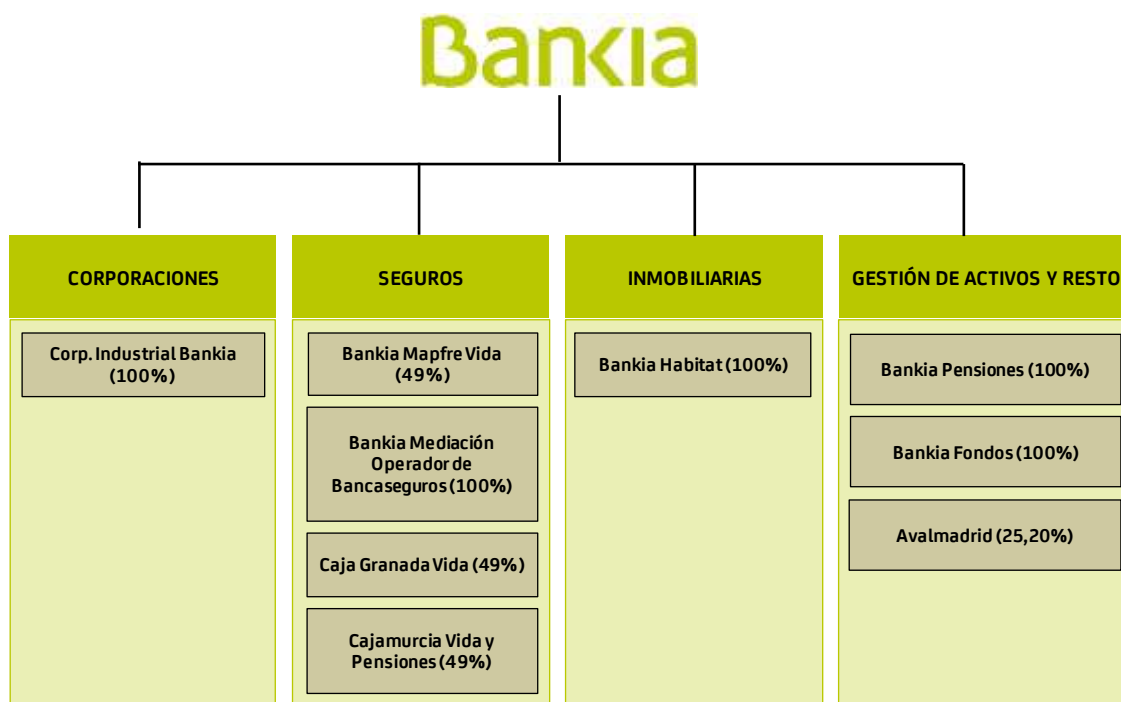 Bankia
CORPORACIONES
Corp. Industrial Bankia
(100%)
SEGUROS
Bankia Mapfre Vida
(49%)
Bankia Mediación
Operador de
Bancaseguros (100%)
Caja Granada Vida (49%)
Cajamurcia Vida y
Pensiones (49%)
INMOBILIARIAS
Bankia Habitat (100%)
GESTIÓN DE ACTIVOS Y RESTO
Bankia Pensiones (100%)
Bankia Fondos (100%)
Avalmadrid (25,20%)